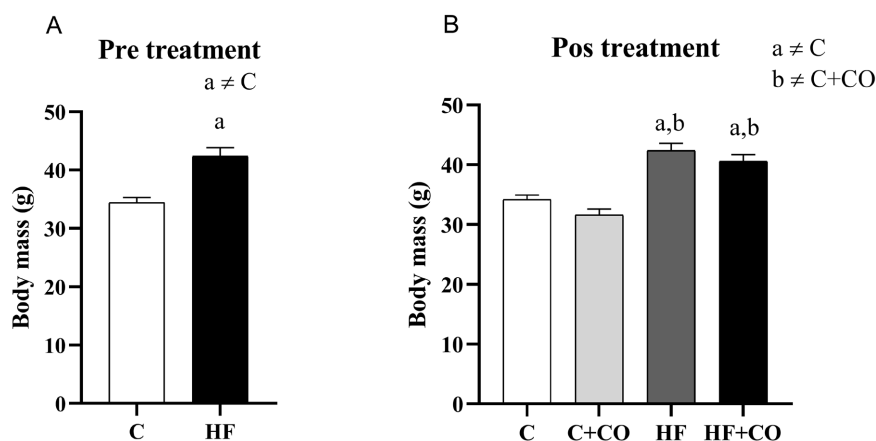 A
Pre treatment
a ≠ C
a
50
40
30
20
10
0
Body mass (g)
C
HF
B
Pos treatment
a ≠ C
b ≠ C+CO
a,b
a,b
50
40
30
20
10
0
Body mass (g)
C
C+CO
HF
HF+CO